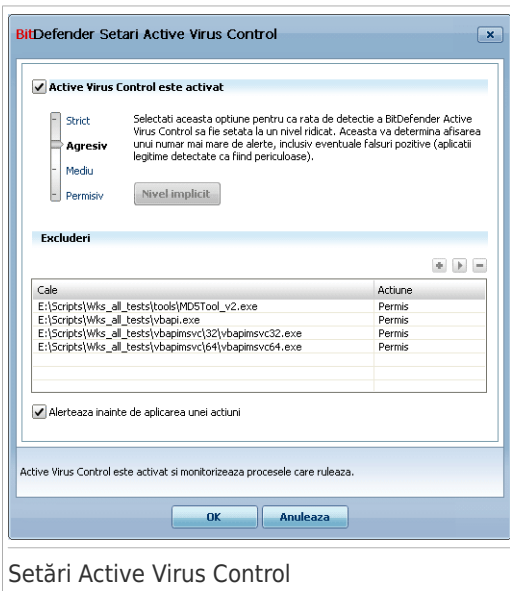 BitDefender Setari Active Virus Control
Active Virus Control este activat
Strict
Agresiv
Mediu
Permisiv
Selectati aceasta optiune pentru ca rata de detectie a BitDefender Active
Virus Control sa fie setata la un nivel ridicat. Aceasta va determina afisarea
unui numar mai mare de alerte, inclusiv eventuale falsuri pozitive (aplicatii
legitime detectate ca fiind periculoase).
Nivel implicit
Excluderi
Cale Actiune
E:\Scripts\Wks_all_tests\tools\MD5Tool_v2.exe Permis
E:\Scripts\Wks_all_tests\vbapi.exe Permis
E:\Scripts\Wks_all_tests\vbapimsvc\32\vbapimsvc32.exe Permis
E:\Scripts\Wks_all_tests\vbapimsvc\64\vbapimsvc64.exe Permis
Alerteaza inainte de aplicarea unei actiuni
Active Virus Control este activat si monitorizeaza procesele care ruleaza.
OK Anuleaza
Setări Active Virus Control